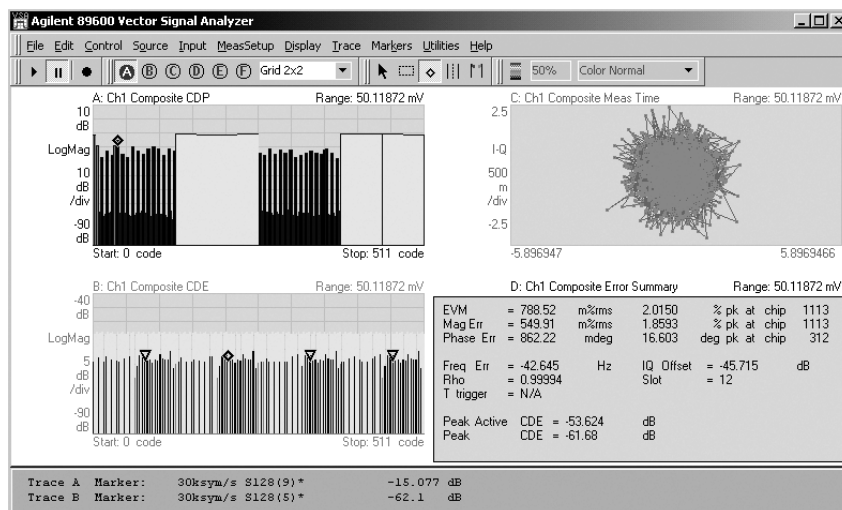 Agilent 89600 Vector Signal Analyzer
File Edit Control Source Input MeasSetup Display Trace Markers Utilities Help
A B C D E F Grid 2x2 50% Color Normal
A: Ch1 Composite CDP Range: 50.11872 mV
10
dB
LogMag
10
dB
/div
-90
dB
Start: 0 code Stop: 511 code
C: Ch1 Composite Meas Time Range: 50.11872 mV
2.5
I-Q
500
m
/div
-2.5
-5.896947 5.8969466
B: Ch1 Composite CDE Range: 50.11872 mV
-40
dB
LogMag
5
dB
/div
-90
dB
Start: 0 code Stop: 511 code
D: Ch1 Composite Error Summary Range: 50.11872 mV
EVM = 788.52 m%rms 2.0150 % pk at chip 1113
Mag Err = 549.91 m%rms 1.8593 % pk at chip 1113
Phase Err = 862.22 mdeg 16.603 deg pk at chip 312
Freq Err = -42.645 Hz IQ Offset = -45.715 dB
Rho = 0.99994 Slot = 12
T trigger = N/A
Peak Active CDE = -53.624 dB
Peak CDE = -61.68 dB
Trace A Marker: 30ksym/s S128(9)* -15.077 dB
Trace B Marker: 30ksym/s S128(5)* -62.1 dB